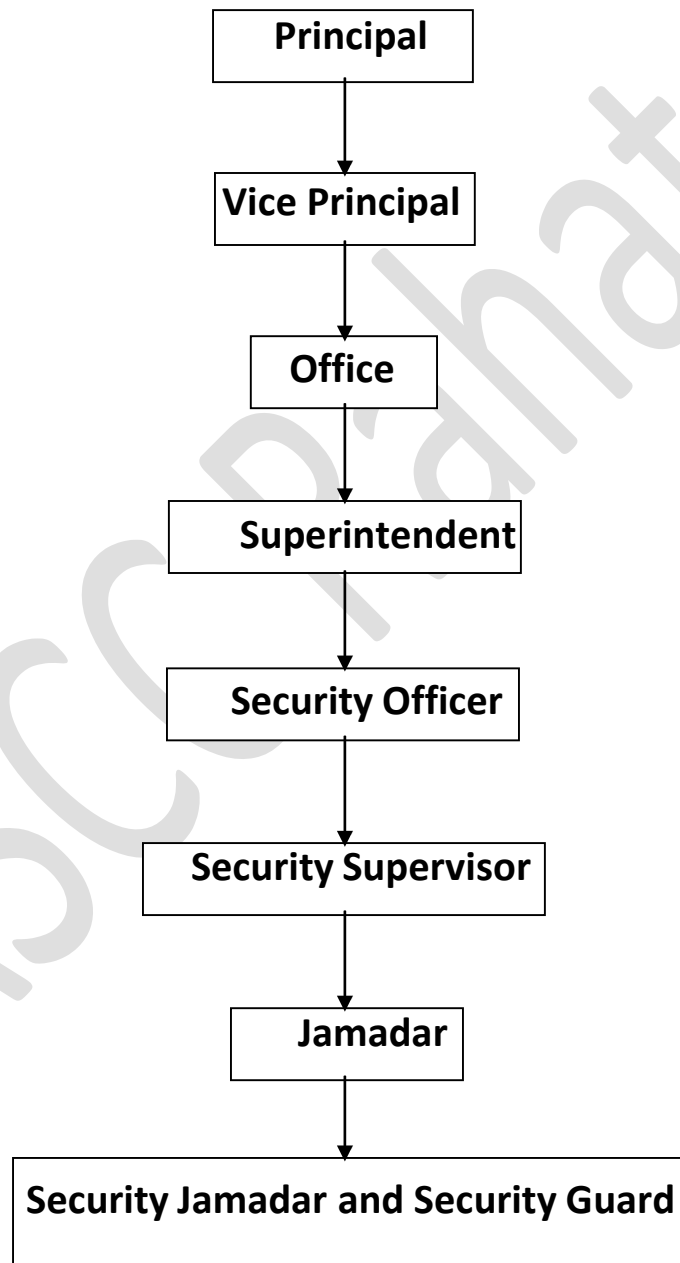 Principal
Vice Principal
Office
Superintendent
Security Officer
Security Supervisor
Jamadar
Security Jamadar and Security Guard